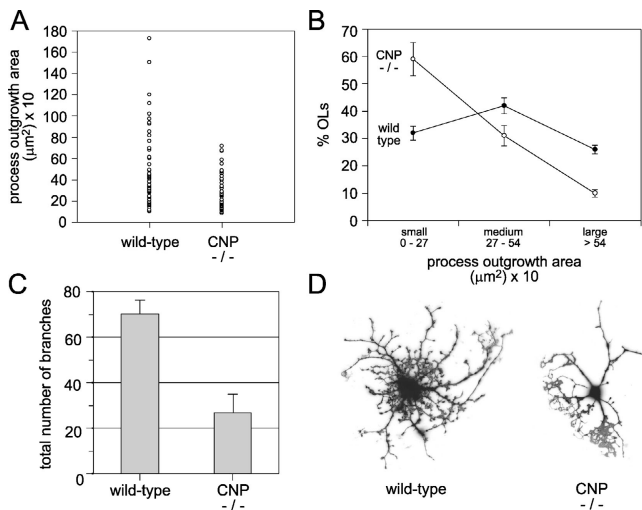 A
process outgrowth area
(μm²) x 10
180
160
140
120
100
80
60
40
20
0
wild-type
CNP
- / -
B
% OLs
70
60
50
40
30
20
10
0
CNP
- / -
wild
type
small
0 - 27
medium
27 - 54
large
> 54
process outgrowth area
(μm²) x 10
C
total number of branches
80
60
40
20
0
wild-type
CNP
- / -
D
wild-type
CNP
- / -